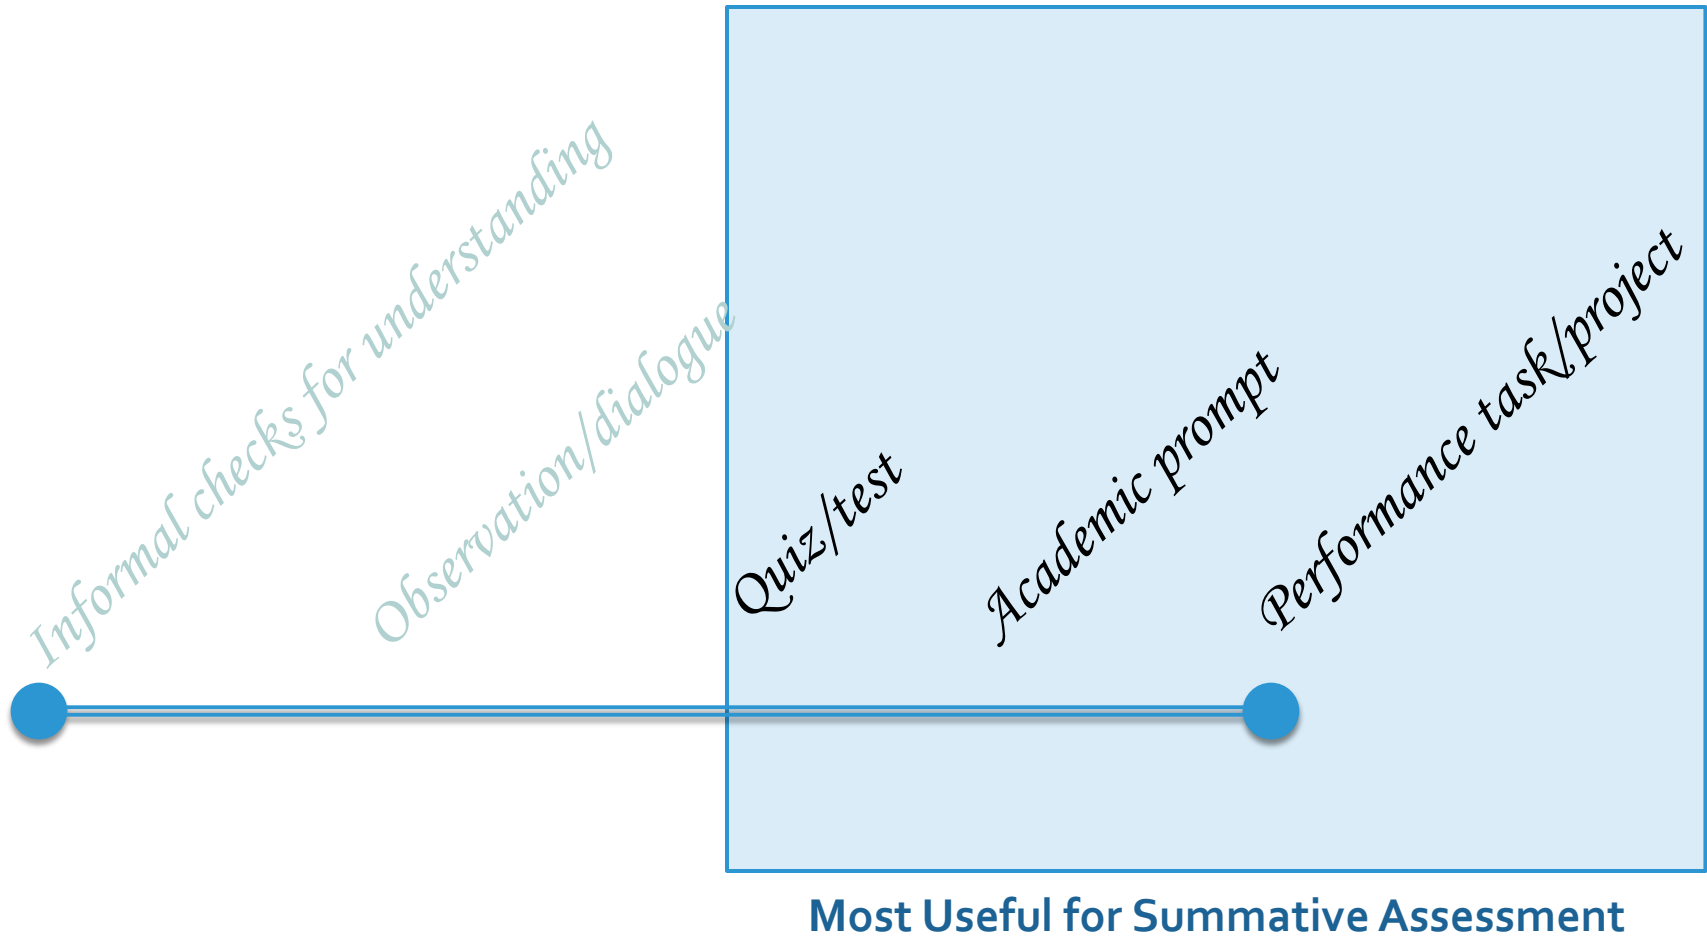 Informal checks for understanding
Observation/dialogue
Quiz/test
Academic prompt
Performance task/project
Most Useful for Summative Assessment